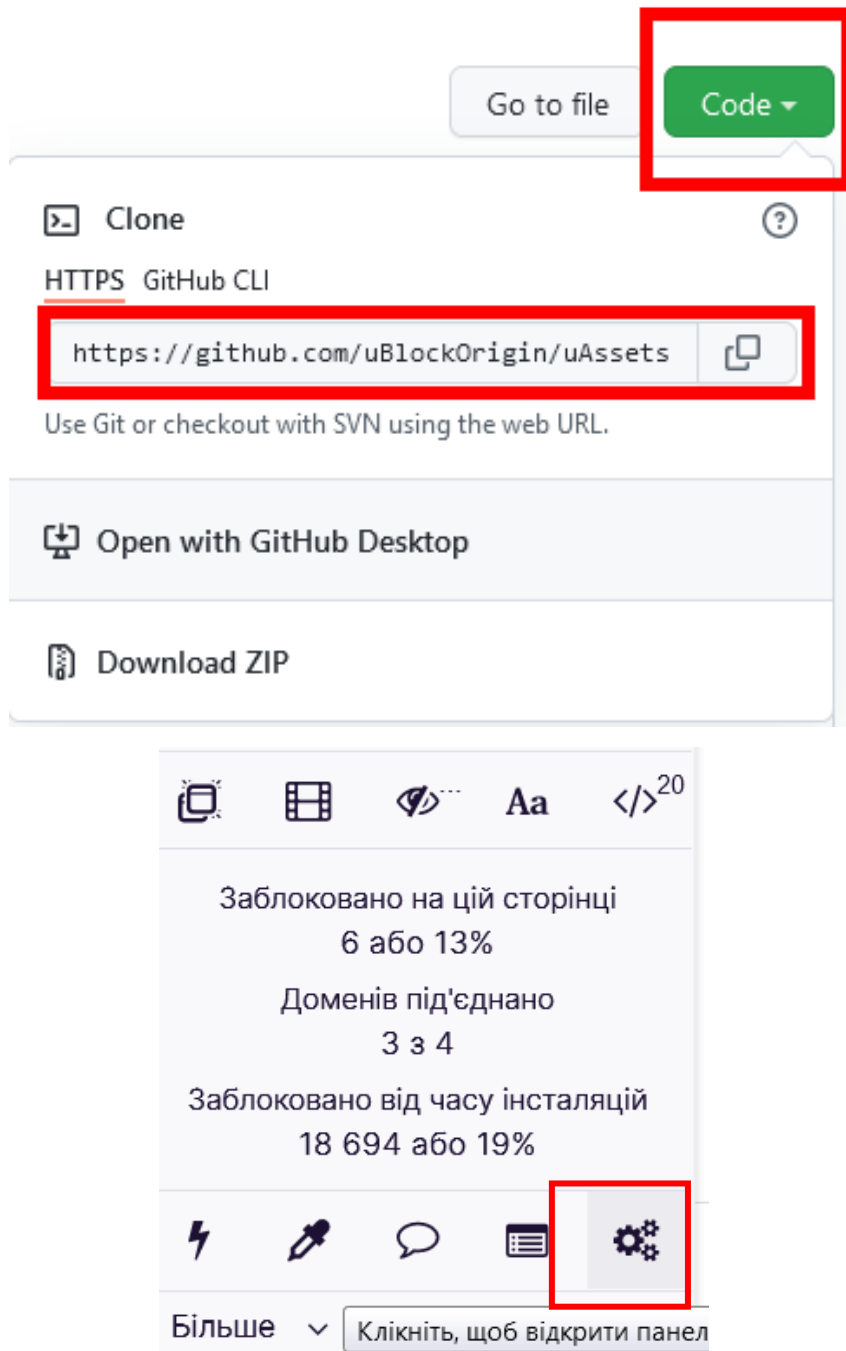 Go to file
Code
Clone
HTTPS GitHub CLI
https://github.com/uBlockOrigin/uAssets
Use Git or checkout with SVN using the web URL.
Open with GitHub Desktop
Download ZIP
Aa </>20
Заблоковано на цій сторінці
6 або 13%
Доменів під'єднано
3 з 4
Заблоковано від часу інсталяцій
18 694 або 19%
Більше
Клікніть, щоб відкрити панел